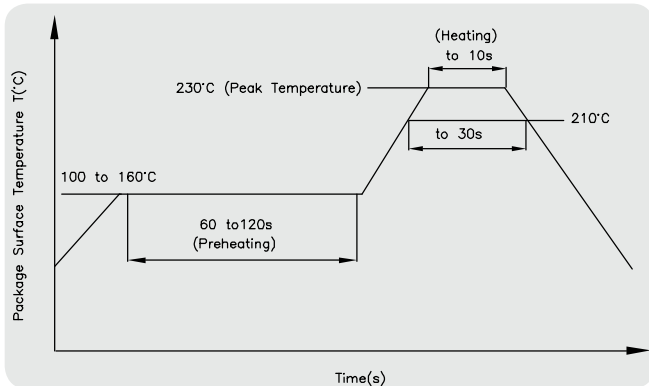 (Heating)
to 10s
230°C (Peak Temperature)
210°C
to 30s
100 to 160°C
60 to120s
(Preheating)
Package Surface Temperature T(°C)
Time(s)